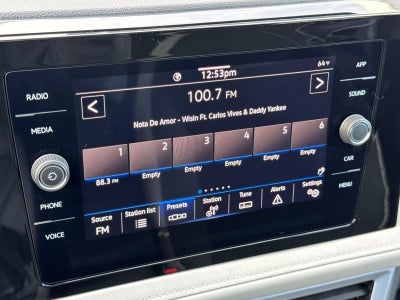 64°F
12:53pm
APP
RADIO
100.7 FM
SOUND
MEDIA
Nota De Amor - Wisin Ft. Carlos Vives & Daddy Yankee
1 2 3 4 5 6
88.3 FM Empty Empty Empty Empty Empty
CAR
PHONE
Source Station list Presets Station Tune Alerts Settings
FM
MENU
VOICE